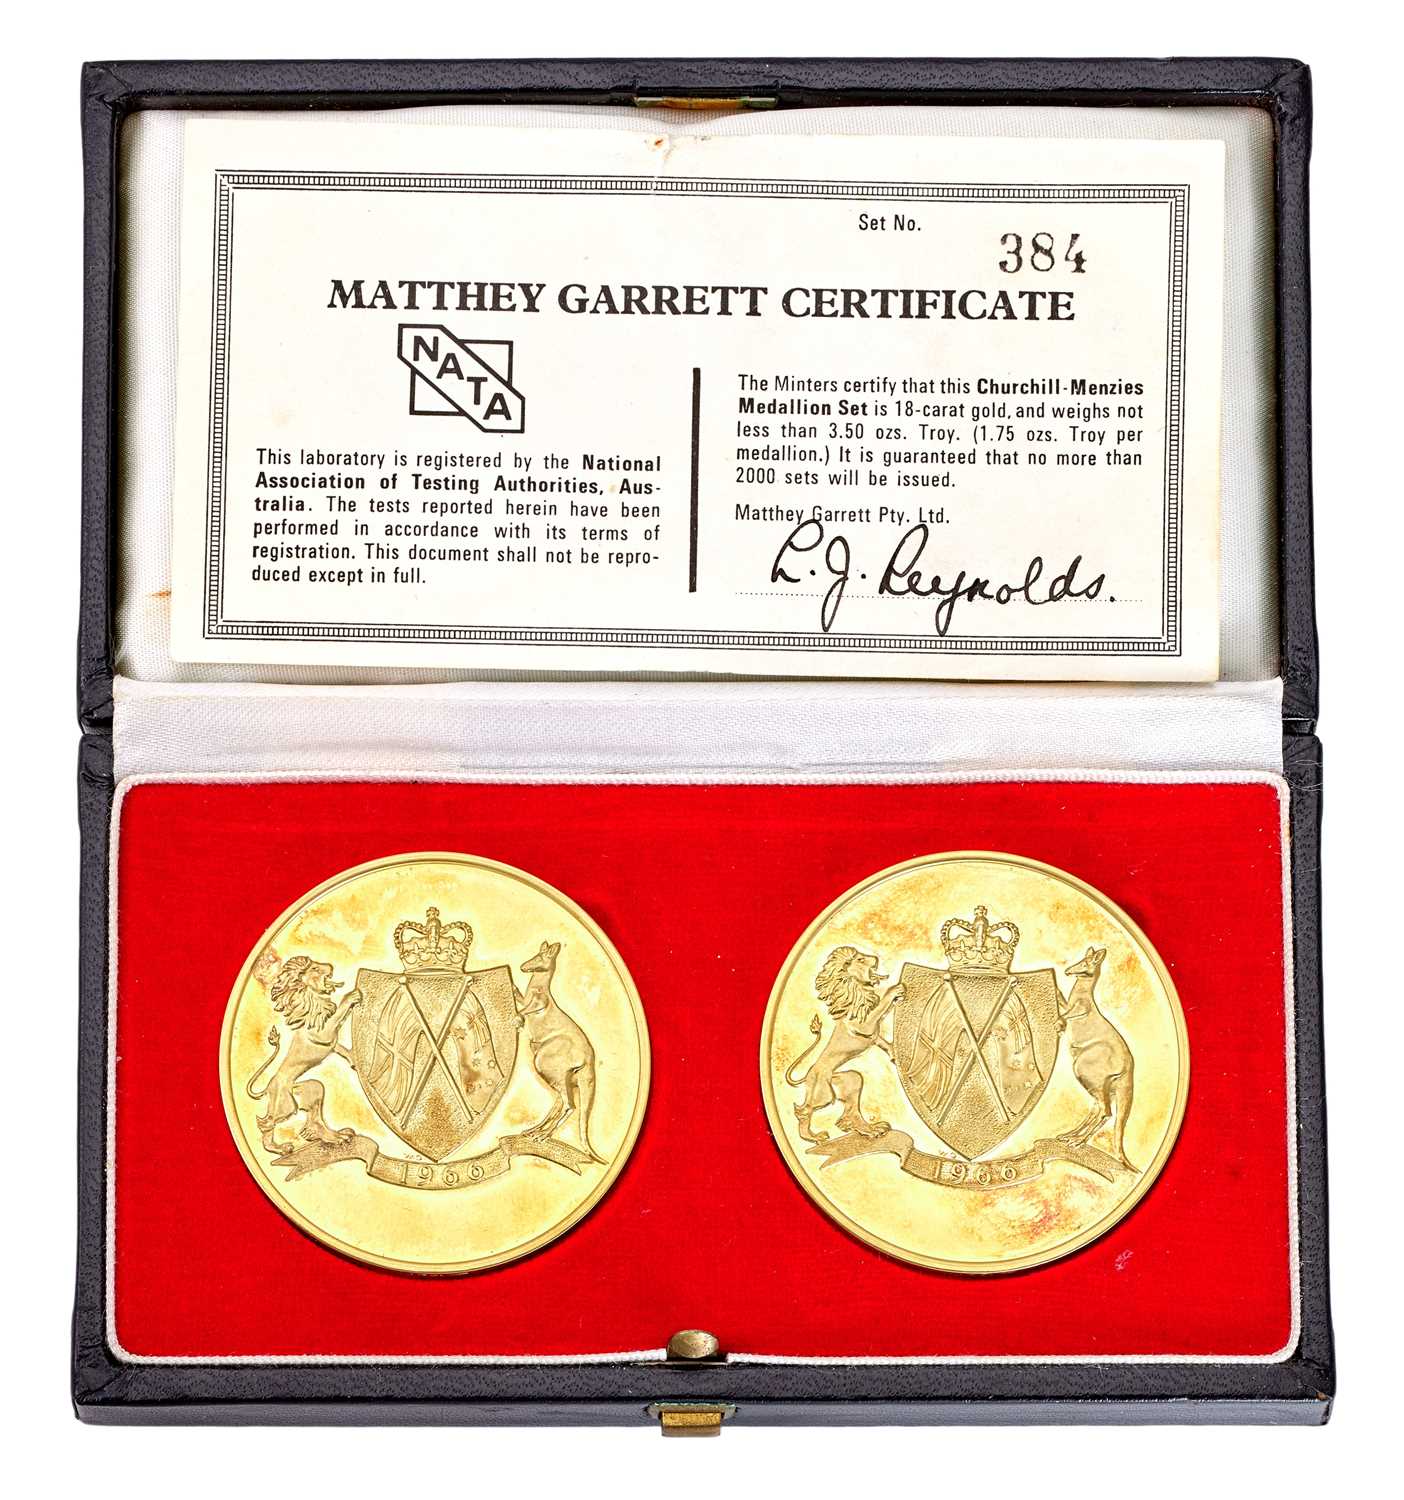 Set No.
384
MATTHEY GARRETT CERTIFICATE
NATA
This laboratory is registered by the National
Association of Testing Authorities, Aus-
tralia. The tests reported herein have been
performed in accordance with its terms of
registration. This document shall not be repro-
duced except in full.
The Minters certify that this Churchill-Menzies
Medallion Set is 18-carat gold, and weighs not
less than 3.50 ozs. Troy. (1.75 ozs. Troy per
medallion.) It is guaranteed that no more than
2000 sets will be issued.
Matthey Garrett Pty. Ltd.
L. J. Reynolds.
1966
1966